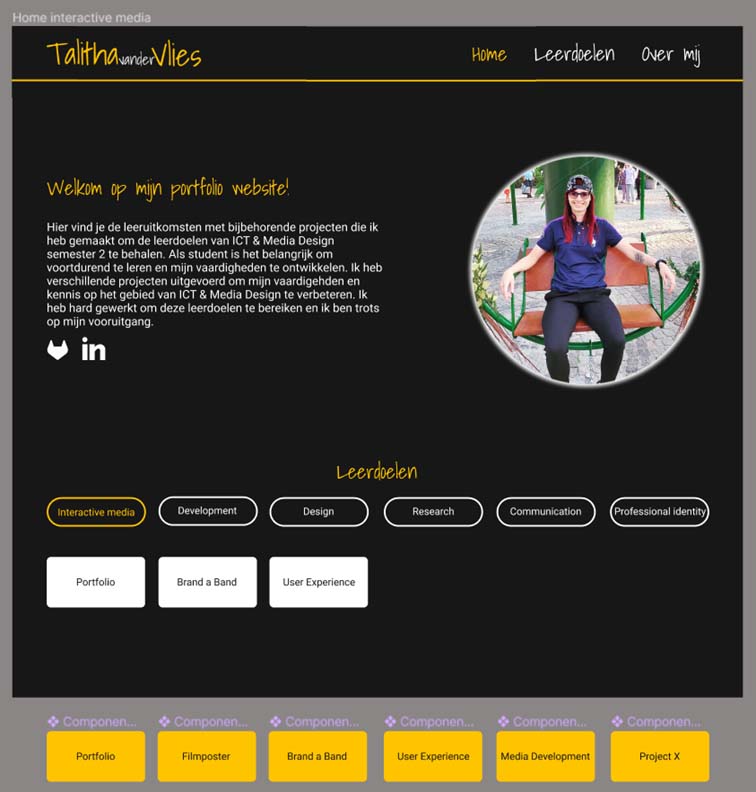 Home interactive media
TalithavanderVlies
Home Leerdoelen Over mij
Welkom op mijn portfolio website!
Hier vind je de leeruitkomsten met bijbehorende projecten die ik
heb gemaakt om de leerdoelen van ICT & Media Design
semester 2 te behalen. Als student is het belangrijk om
voortdurend te leren en mijn vaardigheden te ontwikkelen. Ik heb
verschillende projecten uitgevoerd om mijn vaardigehden en
kennis op het gebied van ICT & Media Design te verbeteren. Ik
heb hard gewerkt om deze leerdoelen te bereiken en ik ben trots
op mijn vooruitgang.
in
Leerdoelen
Interactive media Development Design Research Communication Professional identity
Portfolio Brand a Band User Experience
Componen... Componen... Componen... Componen... Componen... Componen...
Portfolio Filmposter Brand a Band User Experience Media Development Project X